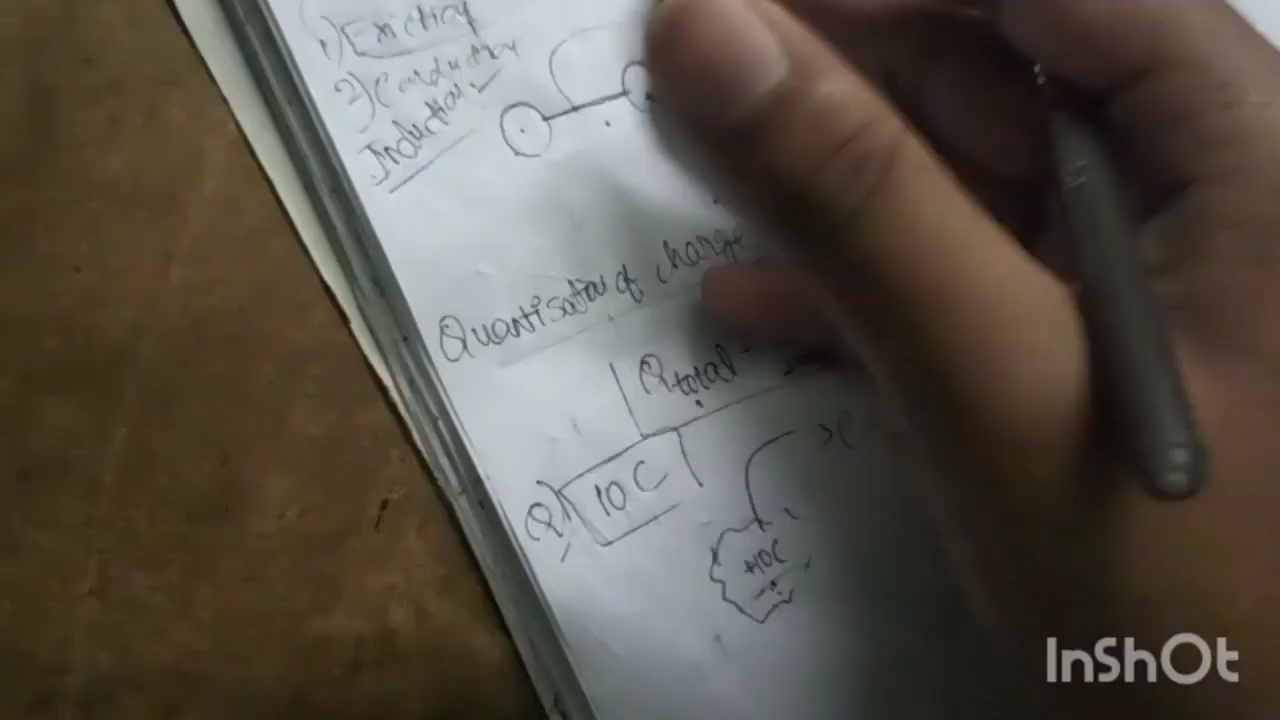 1) Friction
2) Conduction
Induction
Quantisation of charge
Qtotal
Q) 10 C
+10C
InShOt